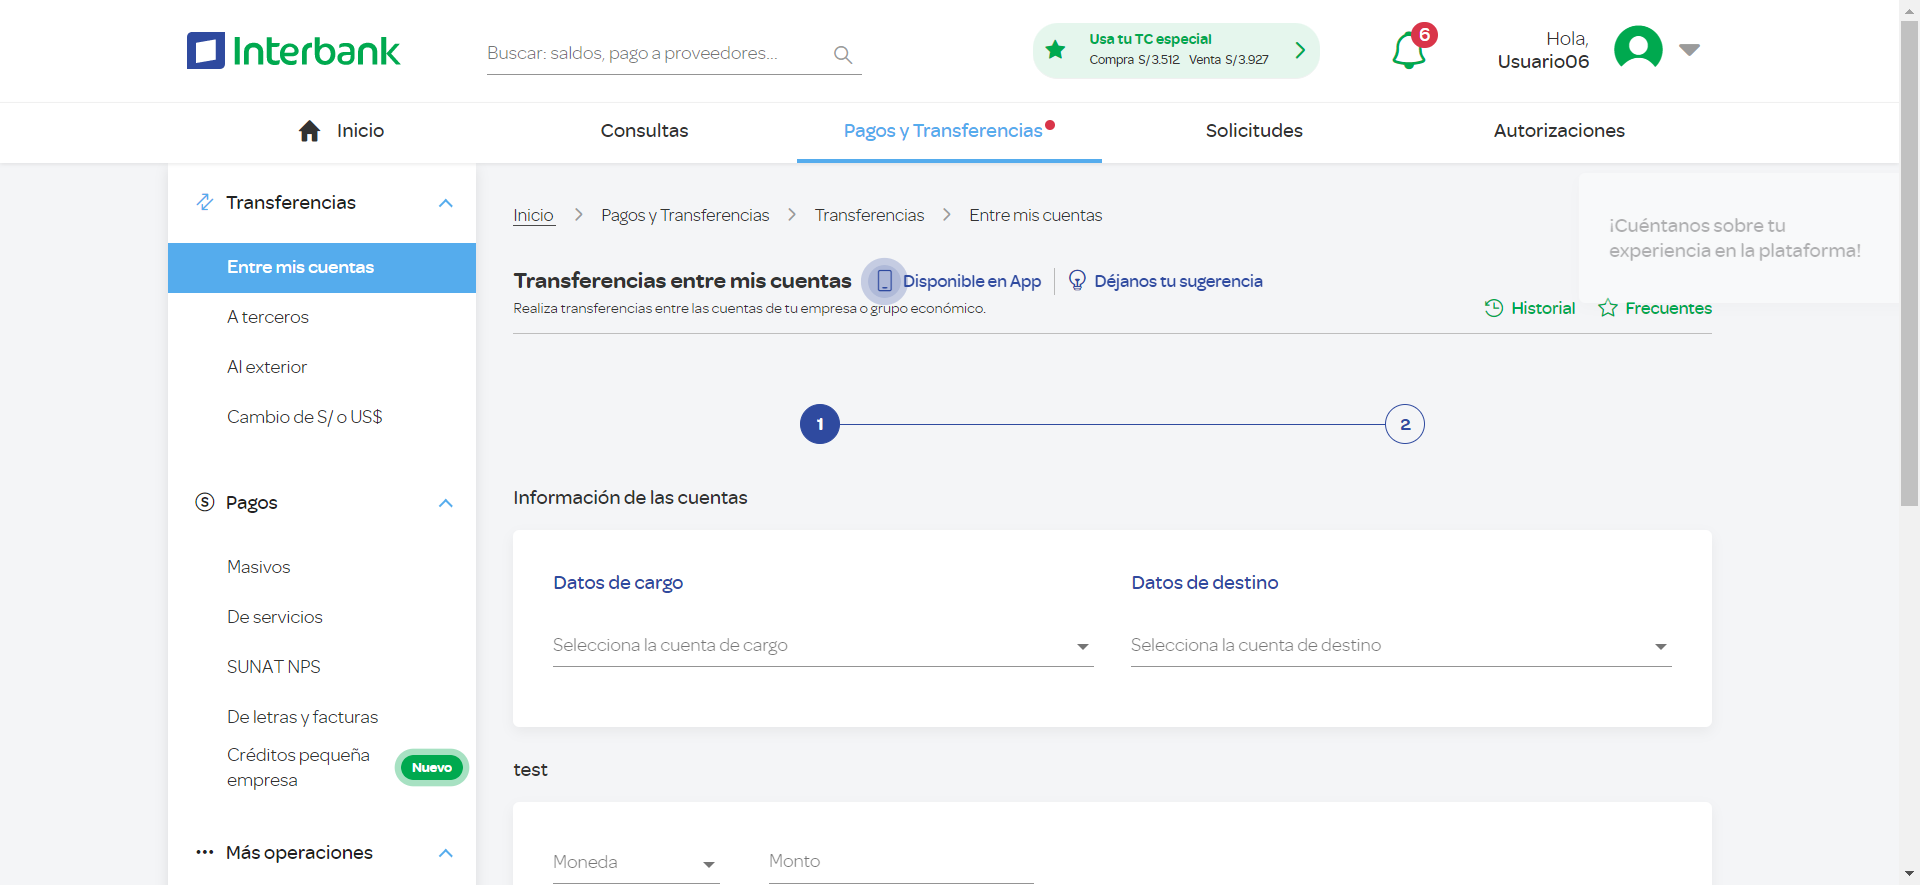 Interbank
Buscar: saldos, pago a proveedores...
Usa tu TC especial
Compra S/3.512 Venta S/3.927
6
Hola,
Usuario06
Inicio
Consultas
Pagos y Transferencias
Solicitudes
Autorizaciones
Transferencias
Entre mis cuentas
A terceros
Al exterior
Cambio de S/ o US$
Pagos
Masivos
De servicios
SUNAT NPS
De letras y facturas
Créditos pequeña
empresa
Nuevo
Más operaciones
Inicio > Pagos y Transferencias > Transferencias > Entre mis cuentas
¡Cuéntanos sobre tu
experiencia en la plataforma!
Transferencias entre mis cuentas
Disponible en App
Déjanos tu sugerencia
Realiza transferencias entre las cuentas de tu empresa o grupo económico.
Historial
Frecuentes
1
2
Información de las cuentas
Datos de cargo
Datos de destino
Selecciona la cuenta de cargo
Selecciona la cuenta de destino
test
Moneda
Monto